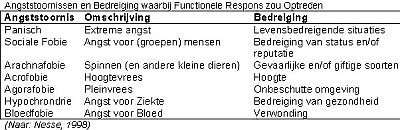 Angststoornissen en Bedreiging waarbij Functionele Respons zou Optreden
Angststoornis Omschrijving Bedreiging
Panisch Extreme angst Levensbedreigende situaties
Sociale Fobie Angst voor (groepen) mensen Bedreiging van status en/of
reputatie
Arachnafobie Spinnen (en andere kleine dieren) Gevaarlijke en/of giftige soorten
Acrofobie Hoogtevrees Hoogte
Agorafobie Pleinvrees Onbeschutte omgeving
Hypochrondrie Angst voor Ziekte Bedreiging van gezondheid
Bloedfobie Angst voor Bloed Verwonding
(Naar: Nesse, 1998)